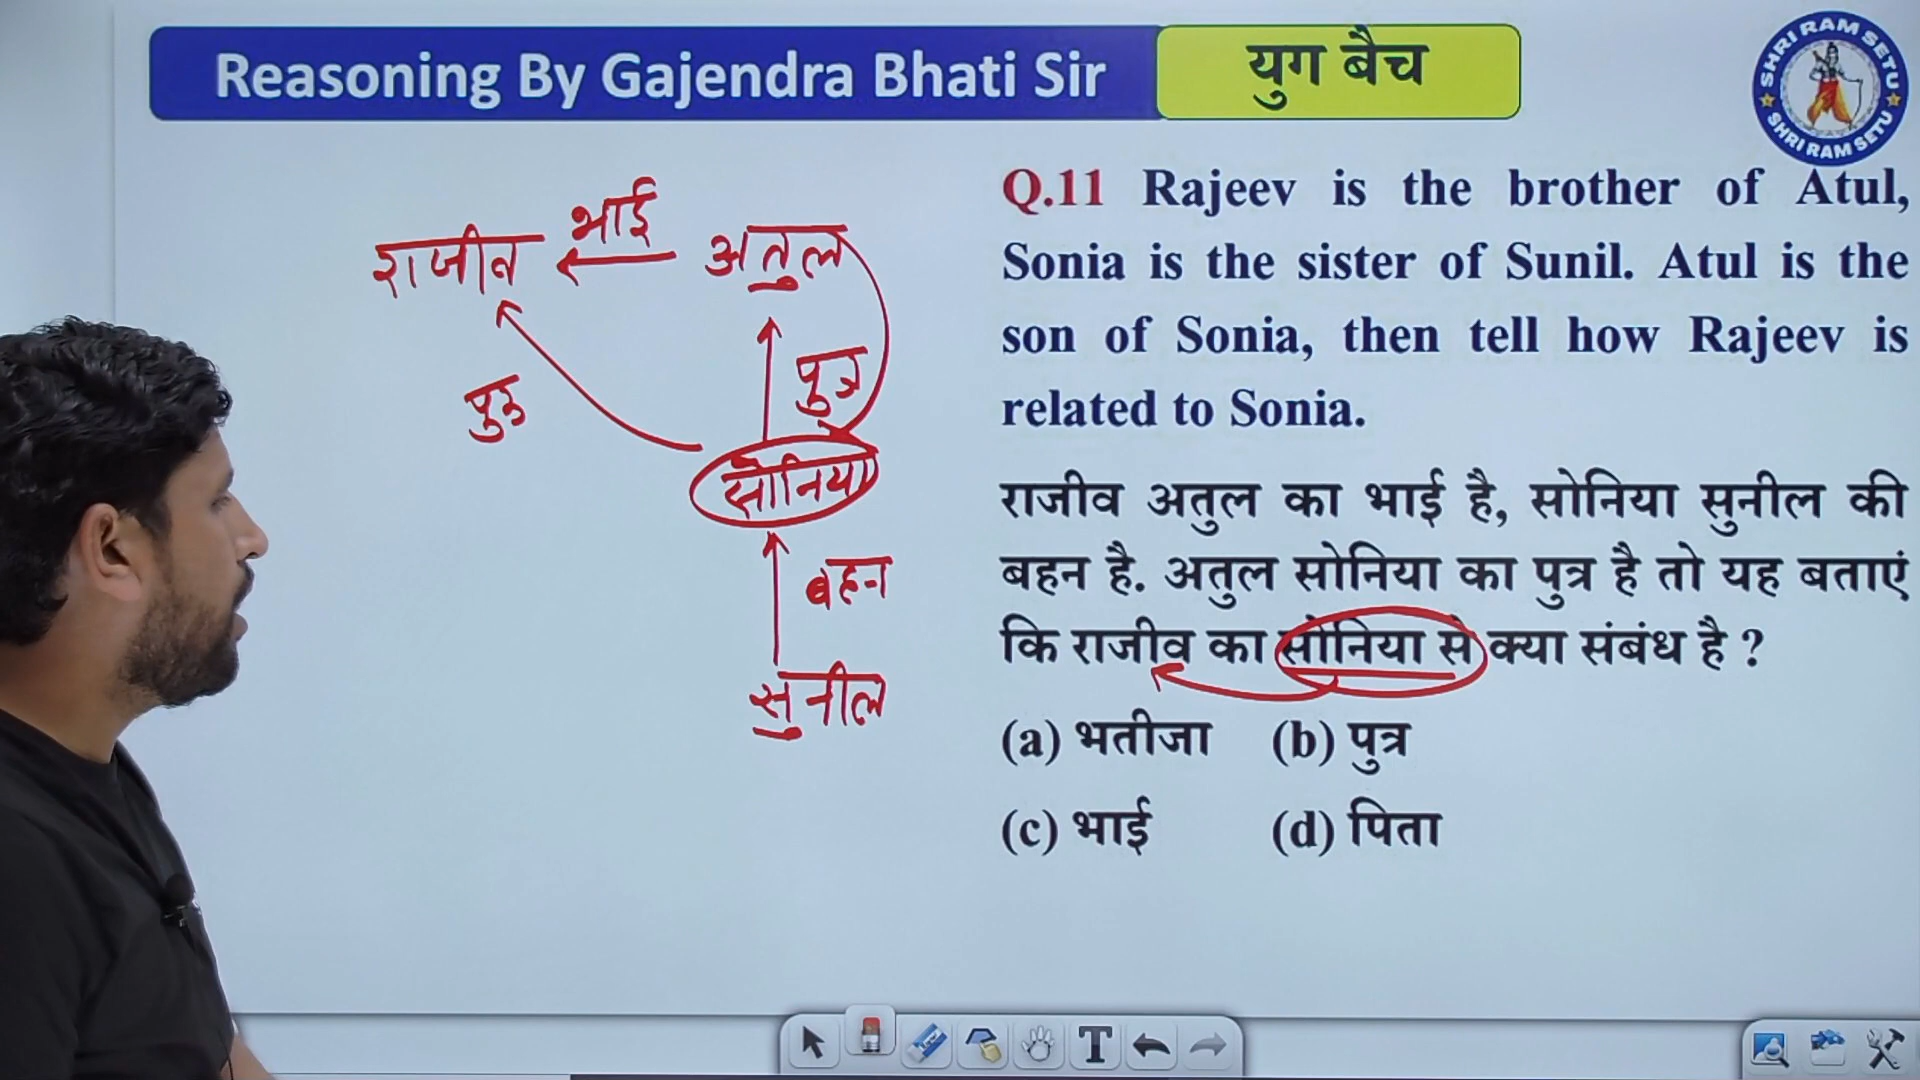 Reasoning By Gajendra Bhati Sir
युग बैच
SHRI RAM SETU
SHRI RAM SETU
Q.11 Rajeev is the brother of Atul,
Sonia is the sister of Sunil. Atul is the
son of Sonia, then tell how Rajeev is
related to Sonia.
राजीव अतुल का भाई है, सोनिया सुनील की
बहन है. अतुल सोनिया का पुत्र है तो यह बताएं
कि राजीव का सोनिया से क्या संबंध है ?
(a) भतीजा (b) पुत्र
(c) भाई (d) पिता
भाई
राजीव अतुल
पुत्र
पुत्र
सोनिया
बहन
सुनील
T